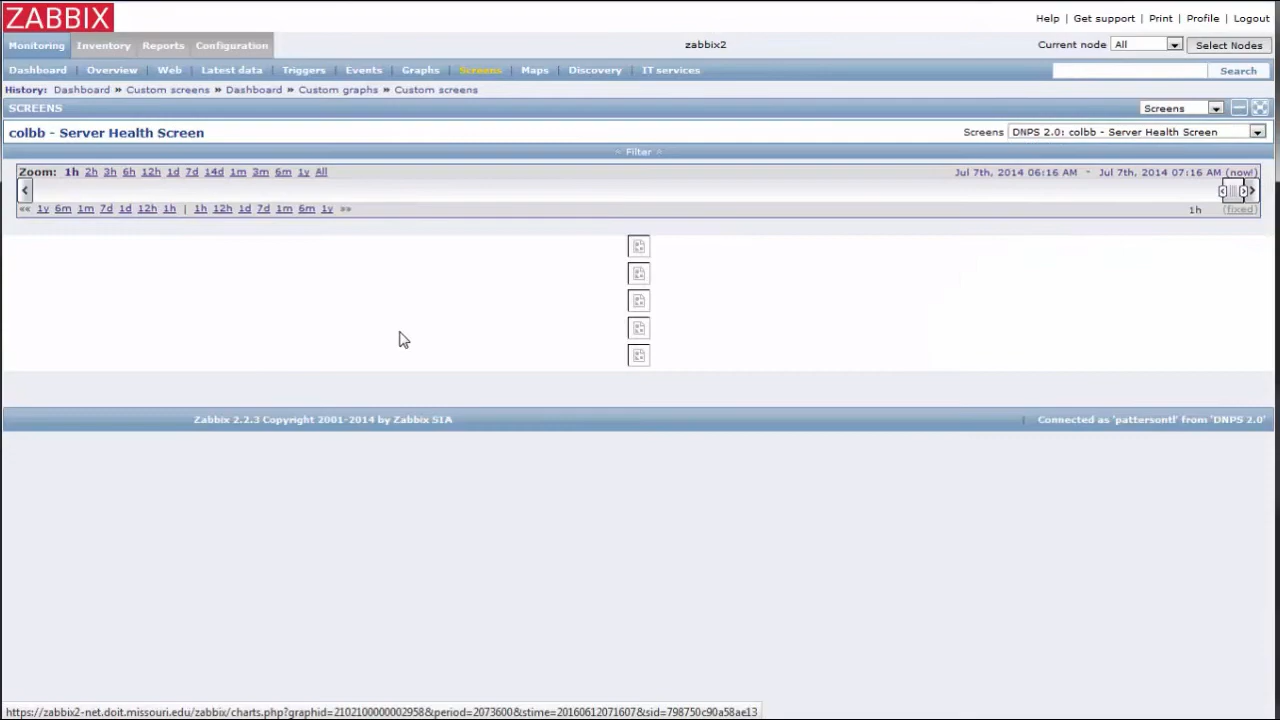 ZABBIX
Help | Get support | Print | Profile | Logout
Monitoring Inventory Reports Configuration zabbix2 Current node All Select Nodes
Dashboard | Overview | Web | Latest data | Triggers | Events | Graphs | Screens | Maps | Discovery | IT services Search
History: Dashboard » Custom screens » Dashboard » Custom graphs » Custom screens
SCREENS Screens
colbb - Server Health Screen Screens DNPS 2.0: colbb - Server Health Screen
Filter
Zoom: 1h 2h 3h 6h 12h 1d 7d 14d 1m 3m 6m 1y All Jul 7th, 2014 06:16 AM - Jul 7th, 2014 07:16 AM (now!)
«« 1y 6m 1m 7d 1d 12h 1h | 1h 12h 1d 7d 1m 6m 1y »» 1h (fixed)
Zabbix 2.2.3 Copyright 2001-2014 by Zabbix SIA | Connected as 'pattersontl' from 'DNPS 2.0'
https://zabbix2-net.doit.missouri.edu/zabbix/charts.php?graphid=2102100000002958&period=2073600&stime=20160612071607&sid=798750c90a58ae13